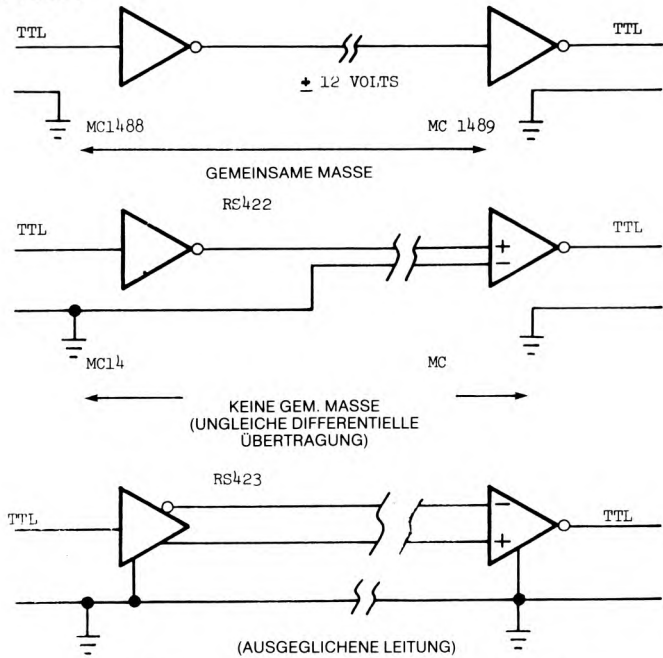 TTL TTL
± 12 VOLTS
MC1488 MC 1489
GEMEINSAME MASSE
RS422
TTL TTL
+
−
MC14 MC
KEINE GEM. MASSE
(UNGLEICHE DIFFERENTIELLE
ÜBERTRAGUNG)
RS423
−
TTL TTL
+
(AUSGEGLICHENE LEITUNG)